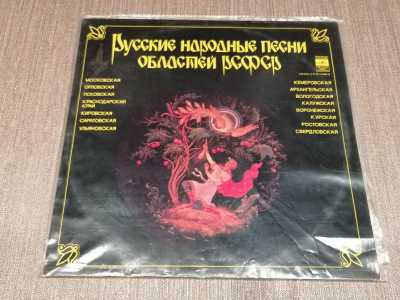 Русские народные песни
областей РСФСР
МОСКОВСКАЯ
ОРЛОВСКАЯ
ПСКОВСКАЯ
КРАСНОДАРСКИЙ
КРАЙ
КИРОВСКАЯ
САРАТОВСКАЯ
УЛЬЯНОВСКАЯ
КЕМЕРОВСКАЯ
АРХАНГЕЛЬСКАЯ
ВОЛОГОДСКАЯ
КАЛУЖСКАЯ
ВОРОНЕЖСКАЯ
КУРСКАЯ
РОСТОВСКАЯ
СВЕРДЛОВСКАЯ